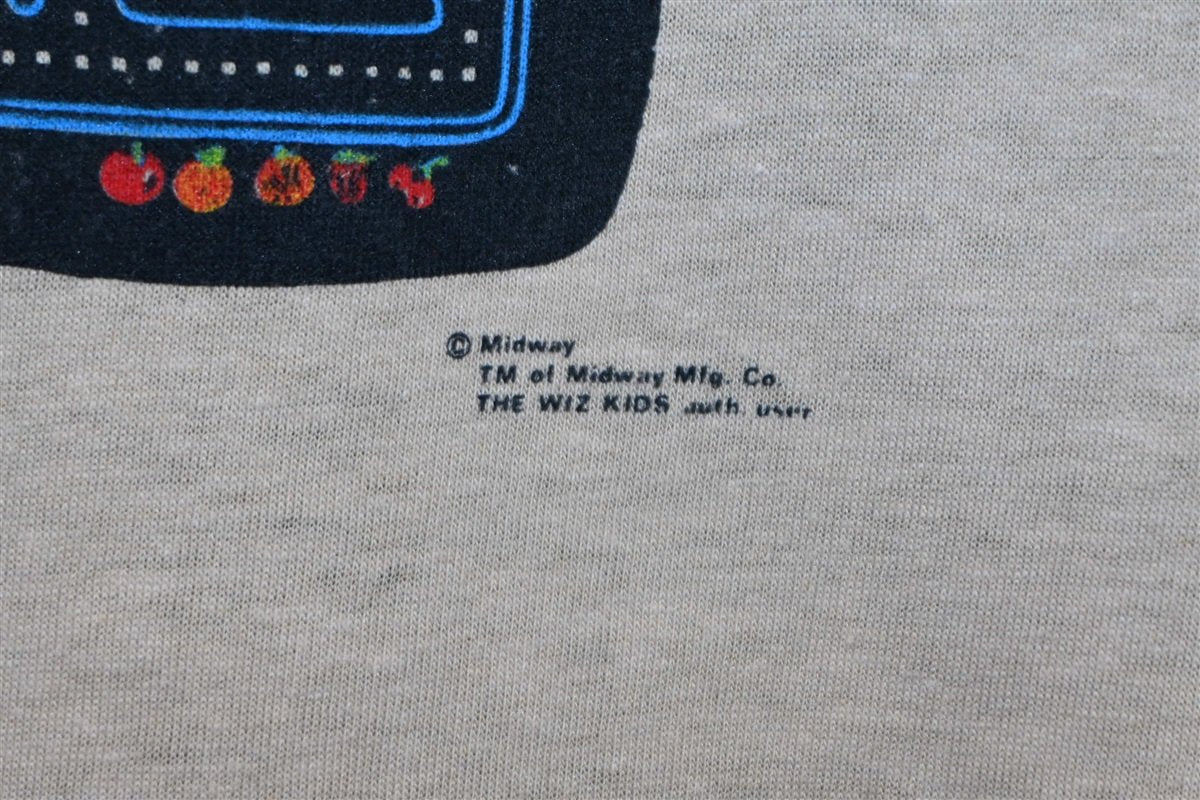 © Midway
TM of Midway Mfg. Co.
THE WIZ KIDS auth. user